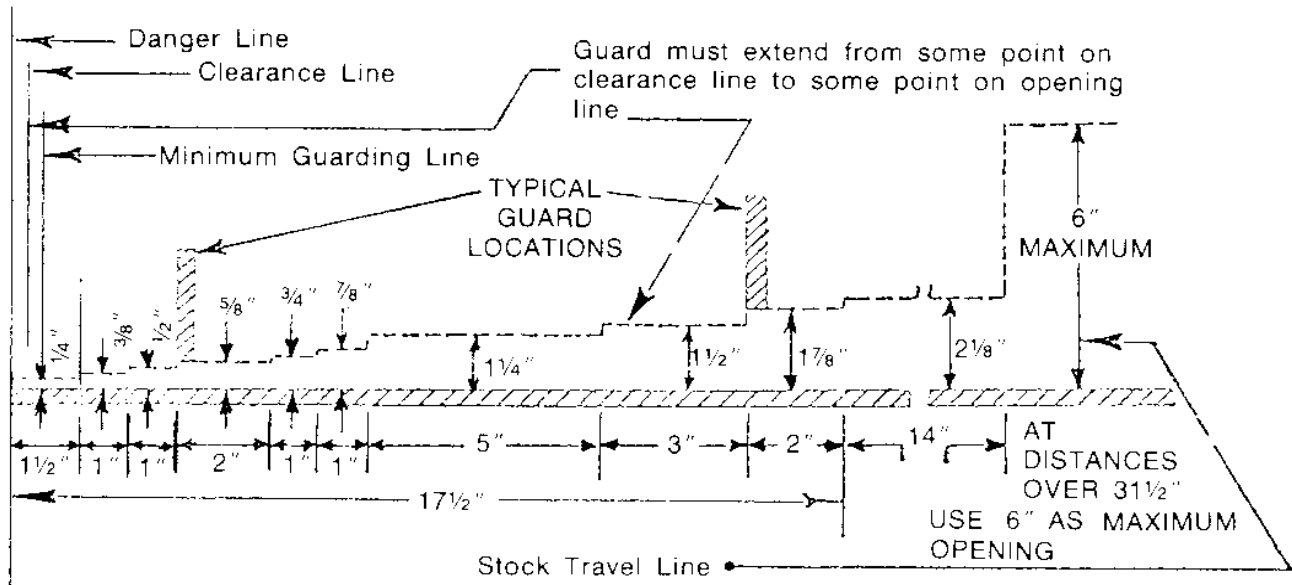 Danger Line
Clearance Line
Guard must extend from some point on
clearance line to some point on opening
line
Minimum Guarding Line
TYPICAL
GUARD
LOCATIONS
6"
MAXIMUM
1/4"
3/8"
1/2"
5/8"
3/4"
7/8"
1 1/4"
1 1/2"
1 7/8"
2 1/8"
1 1/2"
1"
1"
2"
1"
1"
5"
3"
2"
14"
17 1/2"
AT
DISTANCES
OVER 31 1/2"
USE 6" AS MAXIMUM
OPENING
Stock Travel Line